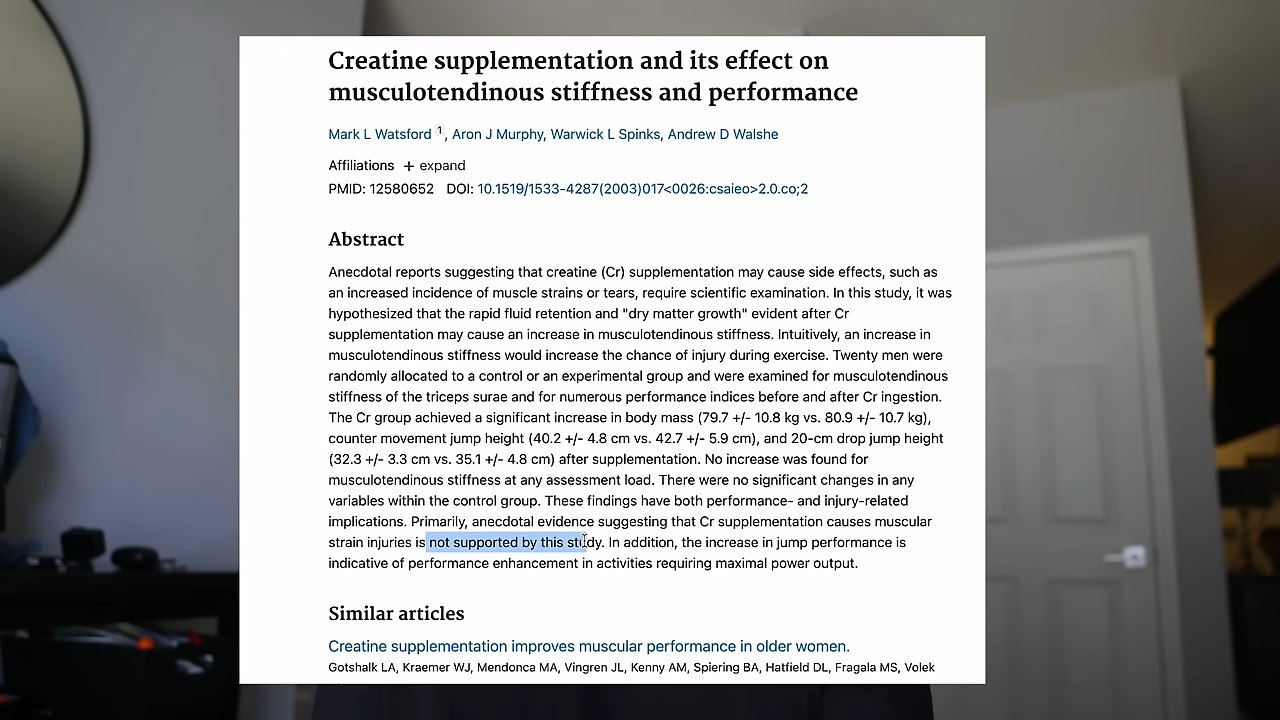 Creatine supplementation and its effect on
musculotendinous stiffness and performance
Mark L Watsford 1, Aron J Murphy, Warwick L Spinks, Andrew D Walshe
Affiliations + expand
PMID: 12580652 DOI: 10.1519/1533-4287(2003)017<0026:csaieo>2.0.co;2
Abstract
Anecdotal reports suggesting that creatine (Cr) supplementation may cause side effects, such as
an increased incidence of muscle strains or tears, require scientific examination. In this study, it was
hypothesized that the rapid fluid retention and "dry matter growth" evident after Cr
supplementation may cause an increase in musculotendinous stiffness. Intuitively, an increase in
musculotendinous stiffness would increase the chance of injury during exercise. Twenty men were
randomly allocated to a control or an experimental group and were examined for musculotendinous
stiffness of the triceps surae and for numerous performance indices before and after Cr ingestion.
The Cr group achieved a significant increase in body mass (79.7 +/- 10.8 kg vs. 80.9 +/- 10.7 kg),
counter movement jump height (40.2 +/- 4.8 cm vs. 42.7 +/- 5.9 cm), and 20-cm drop jump height
(32.3 +/- 3.3 cm vs. 35.1 +/- 4.8 cm) after supplementation. No increase was found for
musculotendinous stiffness at any assessment load. There were no significant changes in any
variables within the control group. These findings have both performance- and injury-related
implications. Primarily, anecdotal evidence suggesting that Cr supplementation causes muscular
strain injuries is not supported by this study. In addition, the increase in jump performance is
indicative of performance enhancement in activities requiring maximal power output.
Similar articles
Creatine supplementation improves muscular performance in older women.
Gotshalk LA, Kraemer WJ, Mendonca MA, Vingren JL, Kenny AM, Spiering BA, Hatfield DL, Fragala MS, Volek